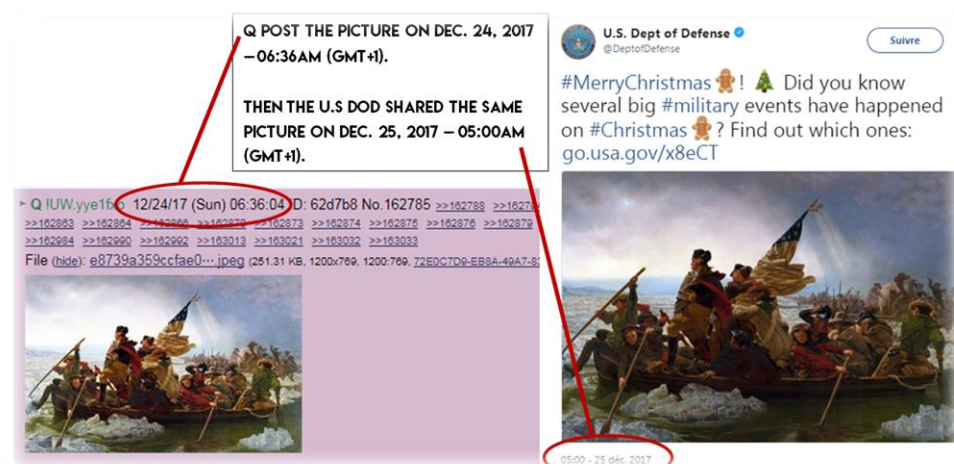 Q POST THE PICTURE ON DEC. 24, 2017
– 06:36AM (GMT+1).
THEN THE U.S DOD SHARED THE SAME
PICTURE ON DEC. 25, 2017 – 05:00AM
(GMT+1).
Q !UW.yye1fxo 12/24/17 (Sun) 06:36:04 ID: 62d7b8 No.162785 >>162788
>>162863 >>162864 >>162866 >>162870 >>162873 >>162874 >>162875 >>162876 >>162879
>>162984 >>162990 >>162992 >>163013 >>163021 >>163032 >>163033
File (hide): e8739a359ccfae0···.jpeg (251.31 KB, 1200x769, 1200:769, 72E0C7D9-EB8A-49A7-8
U.S. Dept of Defense
@DeptofDefense
Suivre
#MerryChristmas ! Did you know
several big #military events have happened
on #Christmas ? Find out which ones:
go.usa.gov/x8eCT
05:00 - 25 déc. 2017